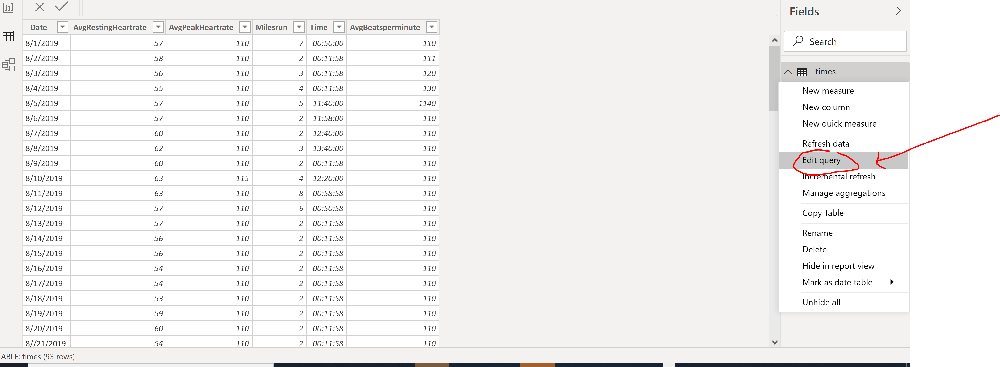 Fields
Search
Date AvgRestingHeartrate AvgPeakHeartrate Milesrun Time AvgBeatsperminute
8/1/2019 57 110 7 00:50:00 110
8/2/2019 58 110 2 00:11:58 111
8/3/2019 56 110 3 00:11:58 120
8/4/2019 55 110 4 00:11:58 130
8/5/2019 57 110 5 11:40:00 1140
8/6/2019 57 110 2 11:58:00 110
8/7/2019 60 110 2 12:40:00 110
8/8/2019 62 110 3 13:40:00 110
8/9/2019 60 110 2 00:11:58 110
8/10/2019 63 115 4 12:20:00 110
8/11/2019 63 110 8 00:58:58 110
8/12/2019 57 110 6 00:50:58 110
8/13/2019 57 110 2 00:11:58 110
8/14/2019 56 110 2 00:11:58 110
8/15/2019 56 110 2 00:11:58 110
8/16/2019 54 110 2 00:11:58 110
8/17/2019 54 110 2 00:11:58 110
8/18/2019 53 110 2 00:11:58 110
8/19/2019 59 110 2 00:11:58 110
8/20/2019 60 110 2 00:11:58 110
8//21/2019 54 110 2 00:11:58 110
times
New measure
New column
New quick measure
Refresh data
Edit query
Incremental refresh
Manage aggregations
Copy Table
Rename
Delete
Hide in report view
Mark as date table
Unhide all
TABLE: times (93 rows)